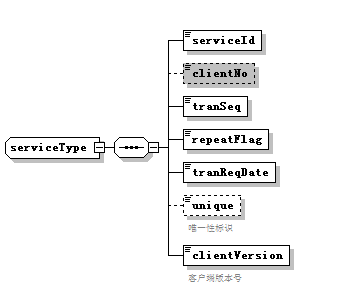 serviceId
clientNo
tranSeq
repeatFlag
serviceType
tranReqDate
unique
唯一性标识
clientVersion
客户端版本号